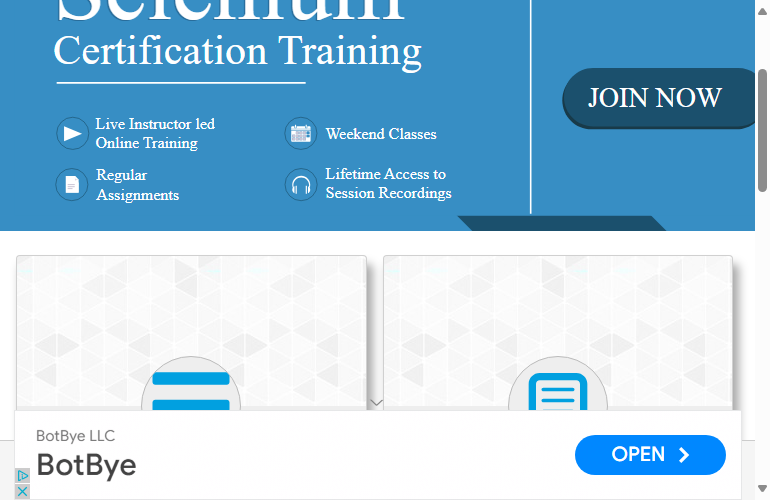 Selenium
Certification Training
JOIN NOW
Live Instructor led
Online Training
Weekend Classes
Regular
Assignments
Lifetime Access to
Session Recordings
BotBye LLC
BotBye
OPEN